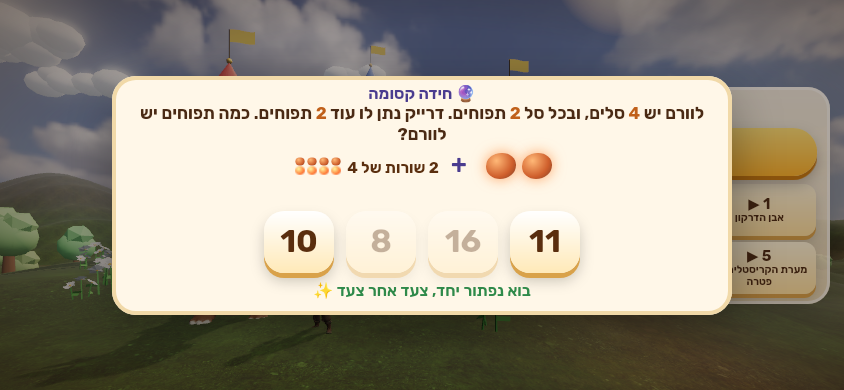 🔮 חידה קסומה
לוורם יש 4 סלים, ובכל סל 2 תפוחים. דרייק נתן לו עוד 2 תפוחים. כמה תפוחים יש
לוורם?
+ 2 שורות של 4
11 16 8 10
בוא נפתור יחד, צעד אחר צעד ✨
1 ▶
אבן הדרקון
5 ▶
מערת הקריסטלים
פטרה